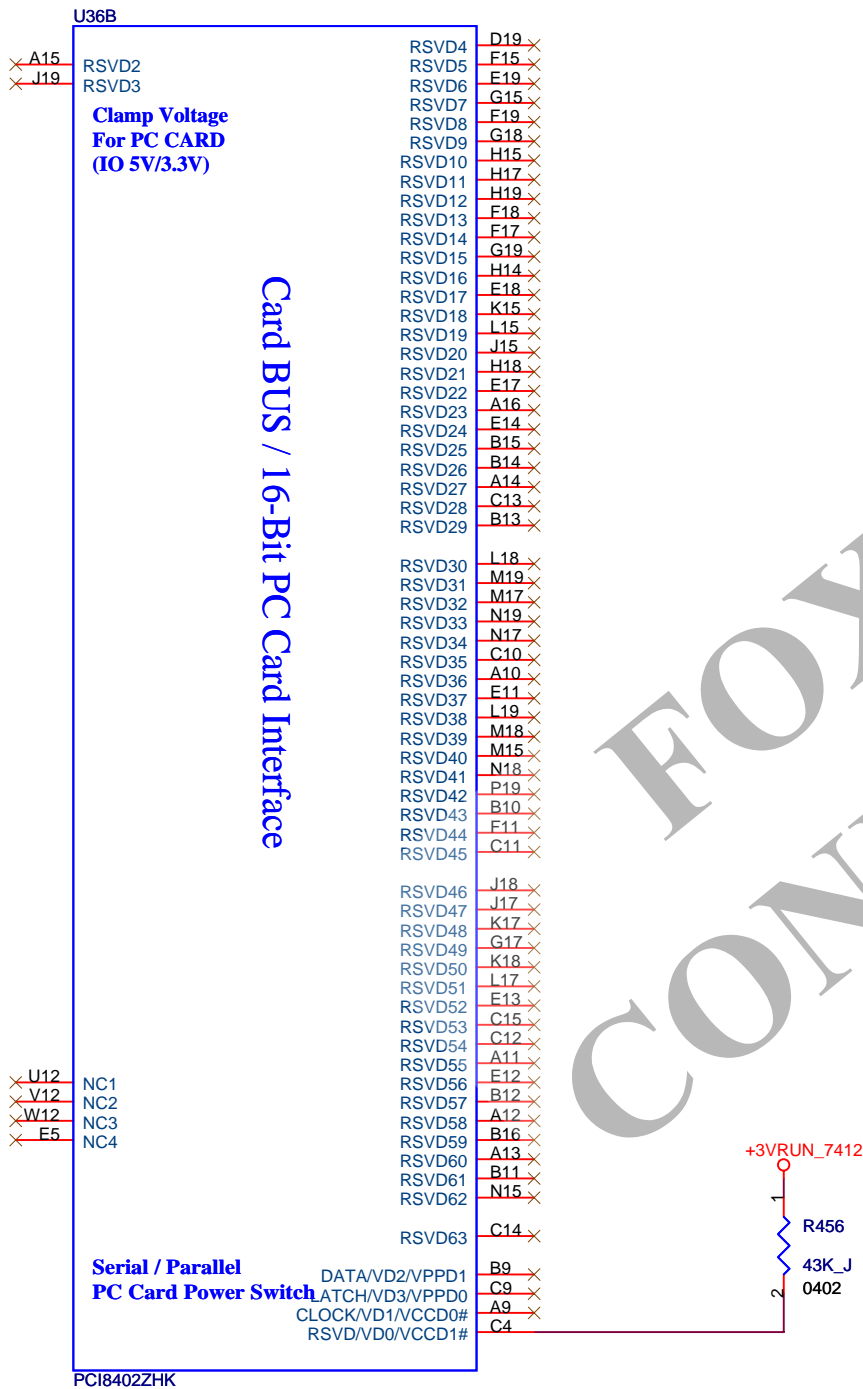 U36B
A15 RSVD2
J19 RSVD3
Clamp Voltage
For PC CARD
(IO 5V/3.3V)
RSVD4 D19
RSVD5 F15
RSVD6 E19
RSVD7 G15
RSVD8 F19
RSVD9 G18
RSVD10 H15
RSVD11 H17
RSVD12 H19
RSVD13 F18
RSVD14 F17
RSVD15 G19
RSVD16 H14
RSVD17 E18
RSVD18 K15
RSVD19 L15
RSVD20 J15
RSVD21 H18
RSVD22 E17
RSVD23 A16
RSVD24 E14
RSVD25 B15
RSVD26 B14
RSVD27 A14
RSVD28 C13
RSVD29 B13
Card BUS / 16-Bit PC Card Interface
RSVD30 L18
RSVD31 M19
RSVD32 M17
RSVD33 N19
RSVD34 N17
RSVD35 C10
RSVD36 A10
RSVD37 E11
RSVD38 L19
RSVD39 M18
RSVD40 M15
RSVD41 N18
RSVD42 P19
RSVD43 B10
RSVD44 F11
RSVD45 C11
RSVD46 J18
RSVD47 J17
RSVD48 K17
RSVD49 G17
RSVD50 K18
RSVD51 L17
RSVD52 E13
RSVD53 C15
RSVD54 C12
RSVD55 A11
RSVD56 E12
RSVD57 B12
RSVD58 A12
RSVD59 B16
RSVD60 A13
RSVD61 B11
RSVD62 N15
RSVD63 C14
U12 NC1
V12 NC2
W12 NC3
E5 NC4
Serial / Parallel
PC Card Power Switch
DATA/VD2/VPPD1 B9
LATCH/VD3/VPPD0 C9
CLOCK/VD1/VCCD0# A9
RSVD/VD0/VCCD1# C4
PCI8402ZHK
+3VRUN_7412
1
R456
43K_J
0402
2
FOX
CON